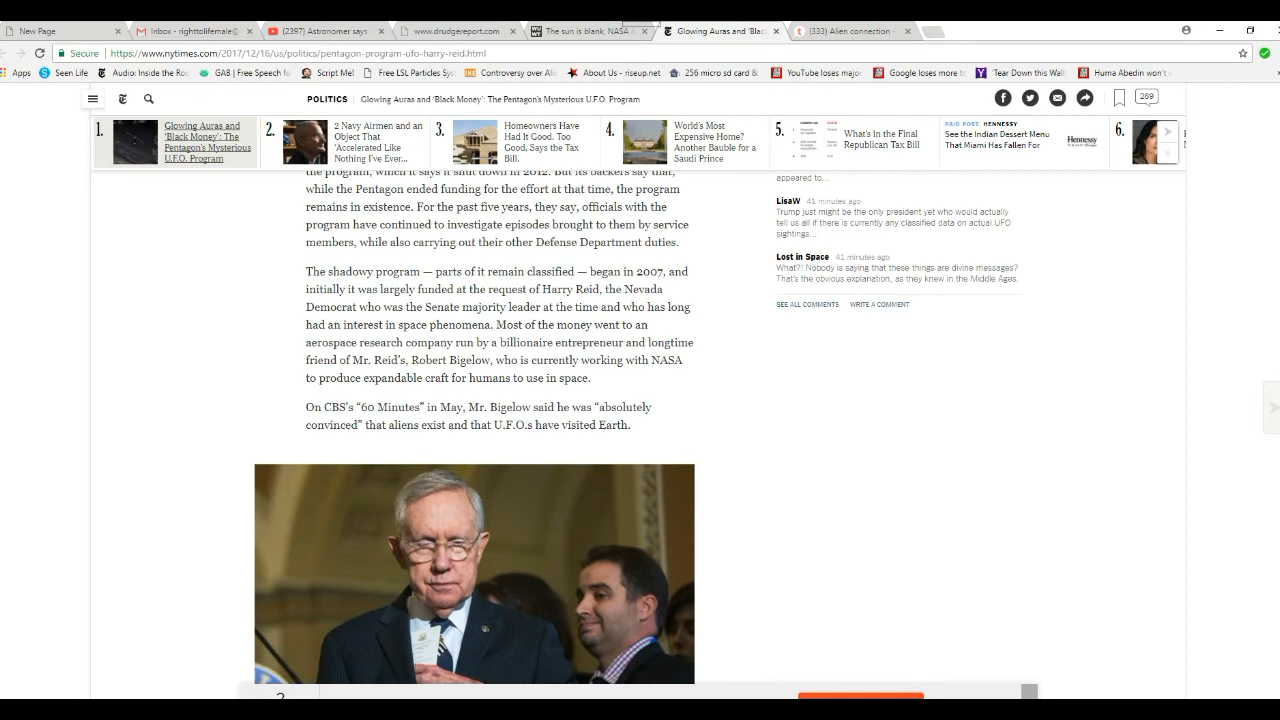 New Page
Inbox - righttolifemale@
(2397) Astronomer says
www.drudgereport.com
The sun is blank, NASA
Glowing Auras and 'Blac
(333) Alien connection -
Secure
https://www.nytimes.com/2017/12/16/us/politics/pentagon-program-ufo-harry-reid.html
Apps
Seen Life
Audio: Inside the Ro
GAB | Free Speech fo
Script Me!
Free LSL Particles Sys
Controversy over Ali
About Us - riseup.net
256 micro sd card &
YouTube loses major
Google loses more t
'Tear Down this Wal
Huma Abedin won't
POLITICS | Glowing Auras and 'Black Money': The Pentagon's Mysterious U.F.O. Program
289
1.
Glowing Auras and
'Black Money': The
Pentagon's Mysterious
U.F.O. Program
2.
2 Navy Airmen and an
Object That
'Accelerated Like
Nothing I've Ever...
3.
Homeowners Have
Had It Good. Too
Good, Says the Tax
Bill.
4.
World's Most
Expensive Home?
Another Bauble for a
Saudi Prince
5.
What's in the Final
Republican Tax Bill
PAID POST: HENNESSY
See the Indian Dessert Menu
That Miami Has Fallen For
Hennessy
6.
the program, which it says it shut down in 2012. But its backers say that,
while the Pentagon ended funding for the effort at that time, the program
remains in existence. For the past five years, they say, officials with the
program have continued to investigate episodes brought to them by service
members, while also carrying out their other Defense Department duties.
The shadowy program — parts of it remain classified — began in 2007, and
initially it was largely funded at the request of Harry Reid, the Nevada
Democrat who was the Senate majority leader at the time and who has long
had an interest in space phenomena. Most of the money went to an
aerospace research company run by a billionaire entrepreneur and longtime
friend of Mr. Reid's, Robert Bigelow, who is currently working with NASA
to produce expandable craft for humans to use in space.
On CBS's "60 Minutes" in May, Mr. Bigelow said he was "absolutely
convinced" that aliens exist and that U.F.O.s have visited Earth.
appeared to...
LisaW 41 minutes ago
Trump just might be the only president yet who would actually
tell us all if there is currently any classified data on actual UFO
sightings...
Lost in Space 41 minutes ago
What?! Nobody is saying that these things are divine messages?
That's the obvious explanation, as they knew in the Middle Ages.
SEE ALL COMMENTS WRITE A COMMENT